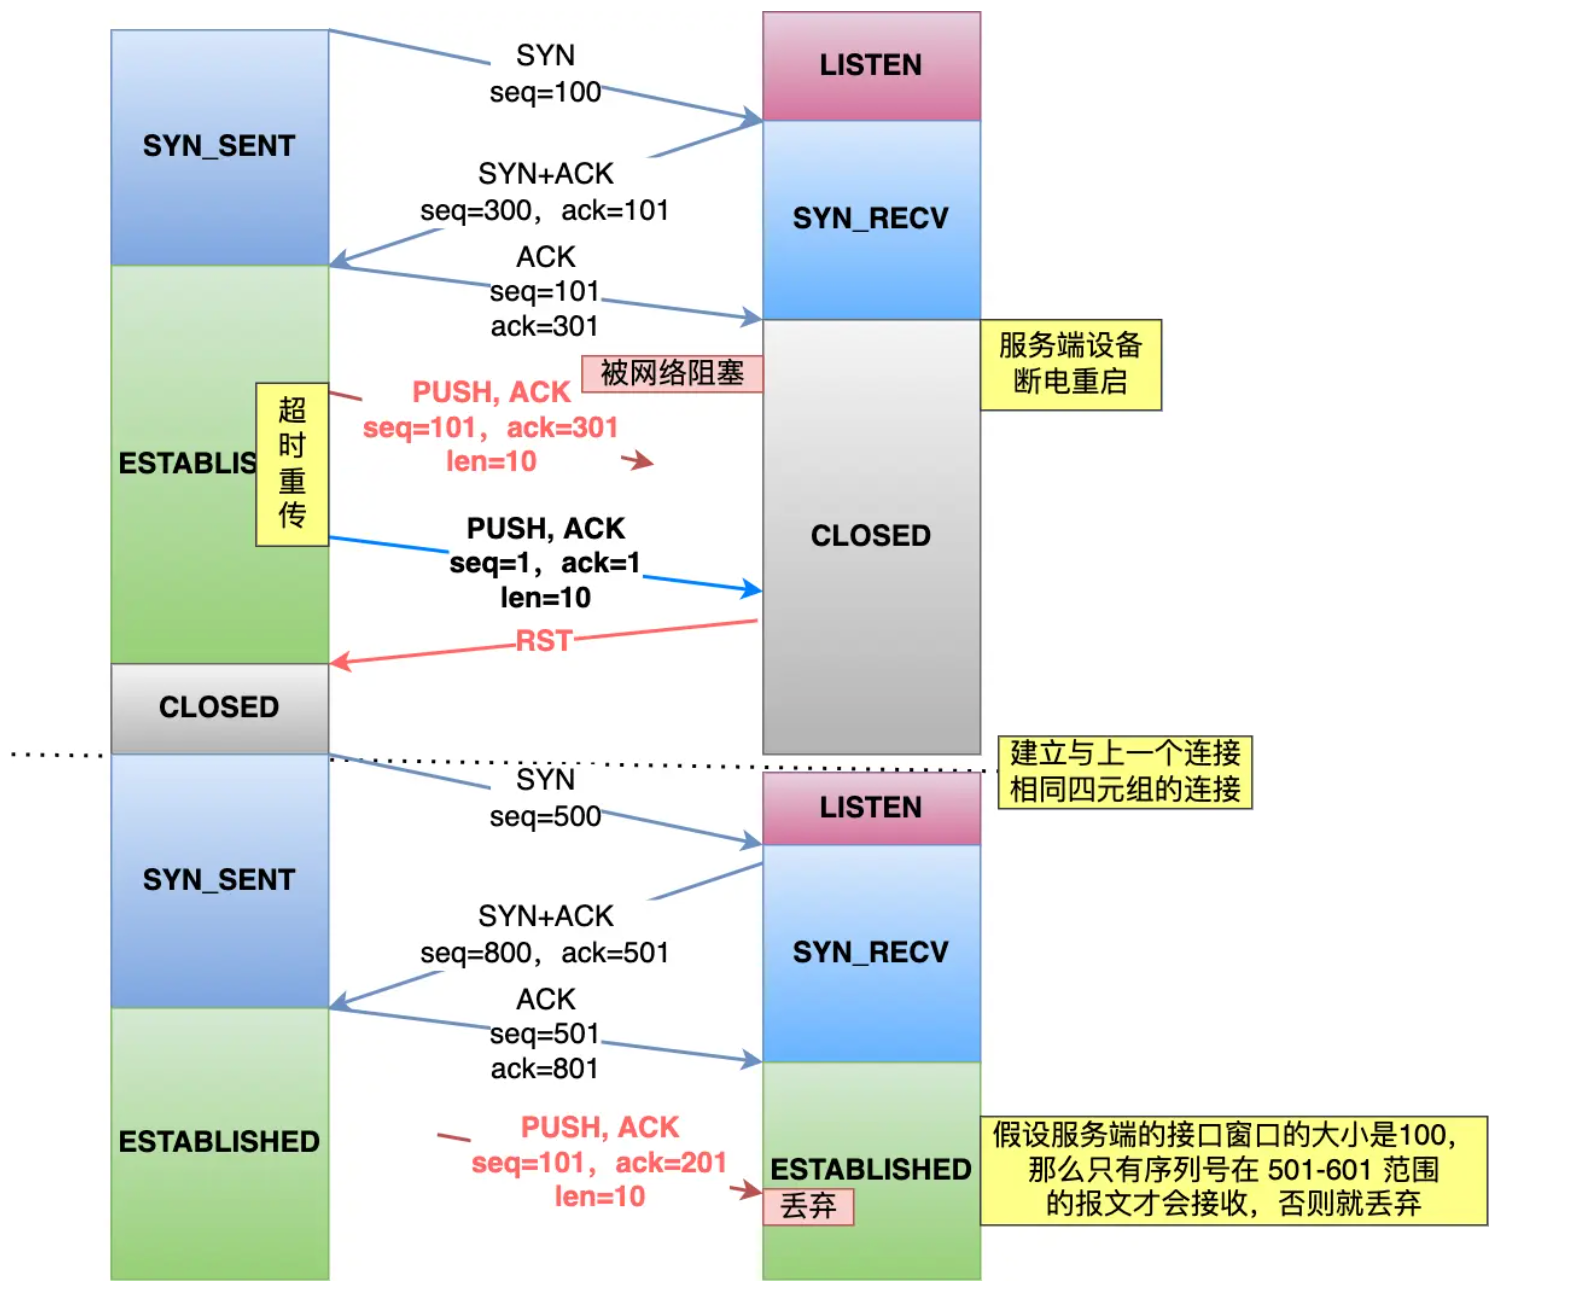 SYN
seq=100
LISTEN
SYN_SENT
SYN+ACK
seq=300，ack=101
SYN_RECV
ACK
seq=101
ack=301
服务端设备
断电重启
被网络阻塞
超
时
重
传
ESTABLIS
PUSH, ACK
seq=101，ack=301
len=10
CLOSED
PUSH, ACK
seq=1，ack=1
len=10
RST
CLOSED
建立与上一个连接
相同四元组的连接
SYN
seq=500
LISTEN
SYN_SENT
SYN+ACK
seq=800，ack=501
SYN_RECV
ACK
seq=501
ack=801
ESTABLISHED
PUSH, ACK
seq=101，ack=201
len=10
ESTABLISHED
丢弃
假设服务端的接口窗口的大小是100，
那么只有序列号在 501-601 范围
的报文才会接收，否则就丢弃